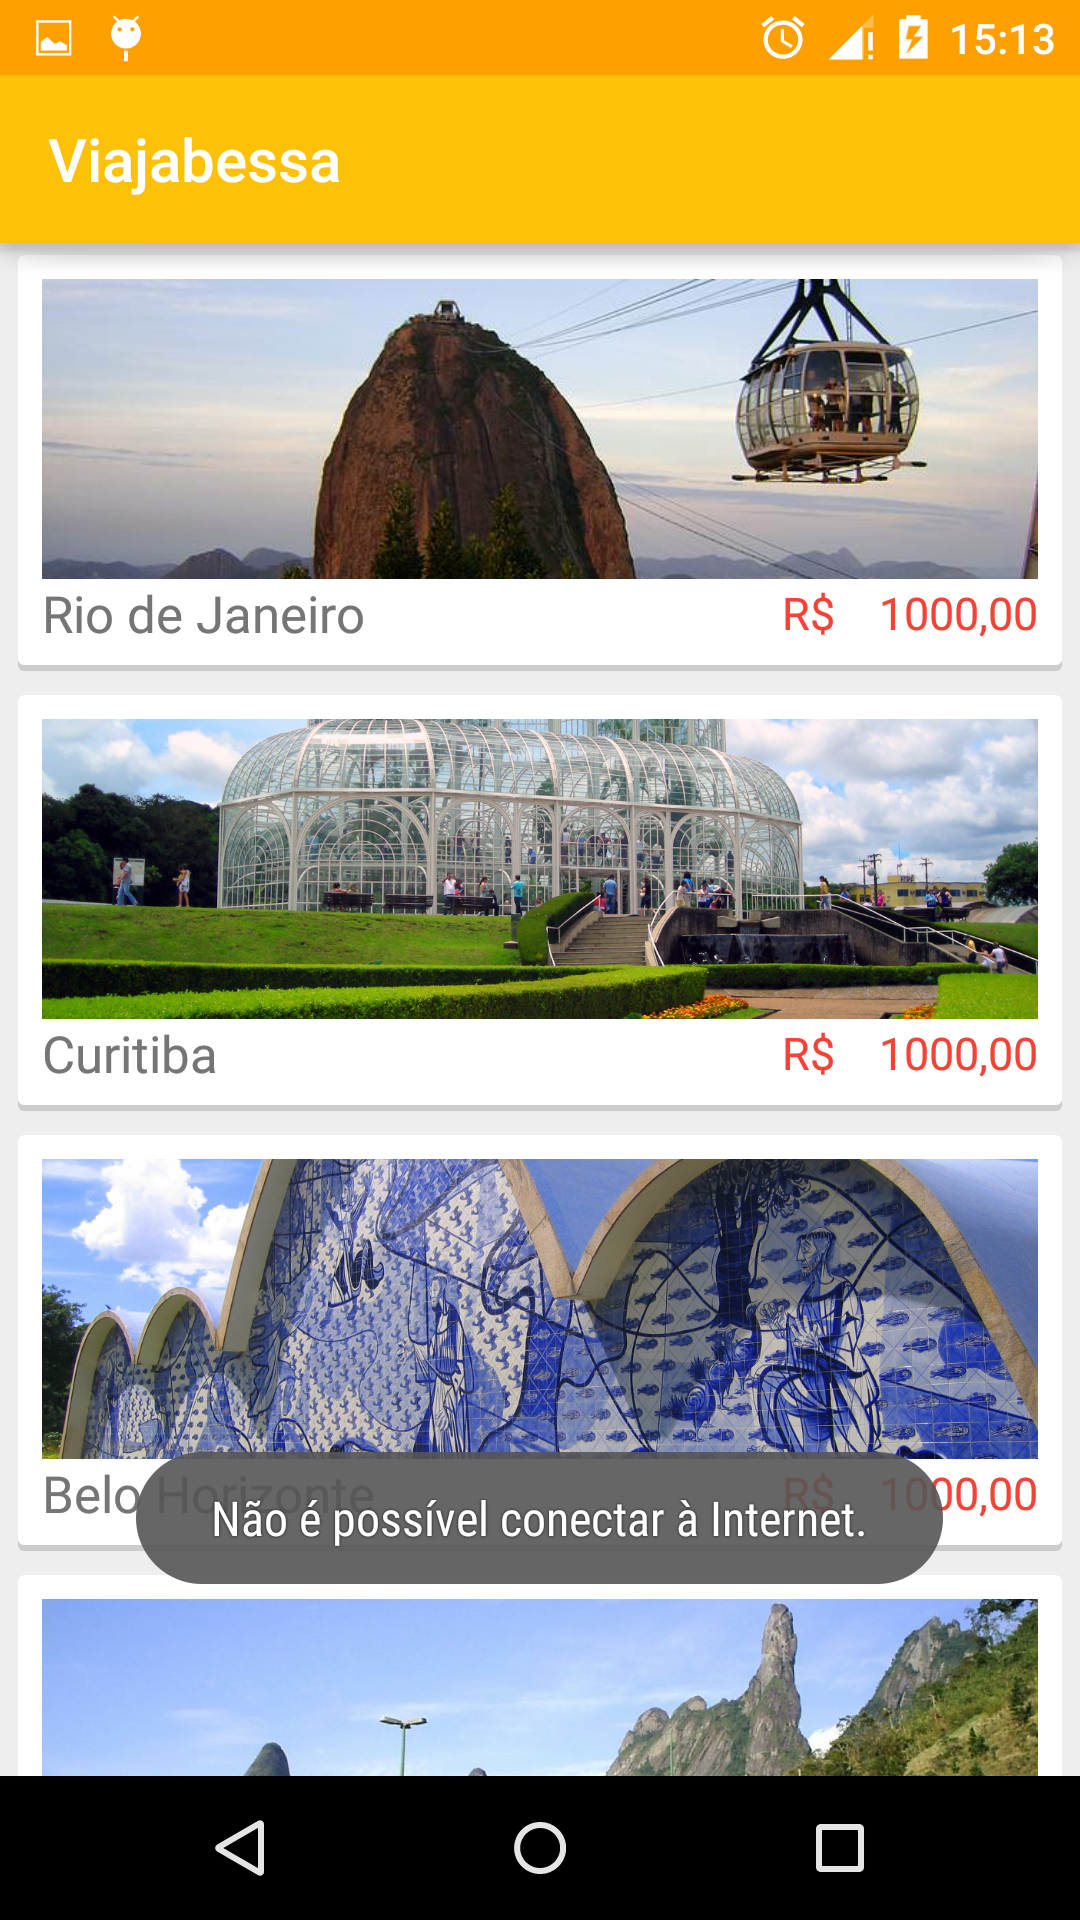 15:13
Viajabessa
Rio de Janeiro R$ 1000,00
Curitiba R$ 1000,00
Belo Horizonte R$ 1000,00
Não é possível conectar à Internet.